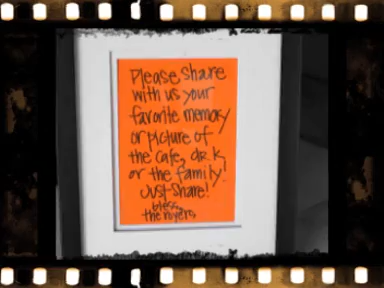 Please share
with us your
favorite memory
or picture of
the cafe, dr. K
or the family!
Just share!
bless,
the noyers